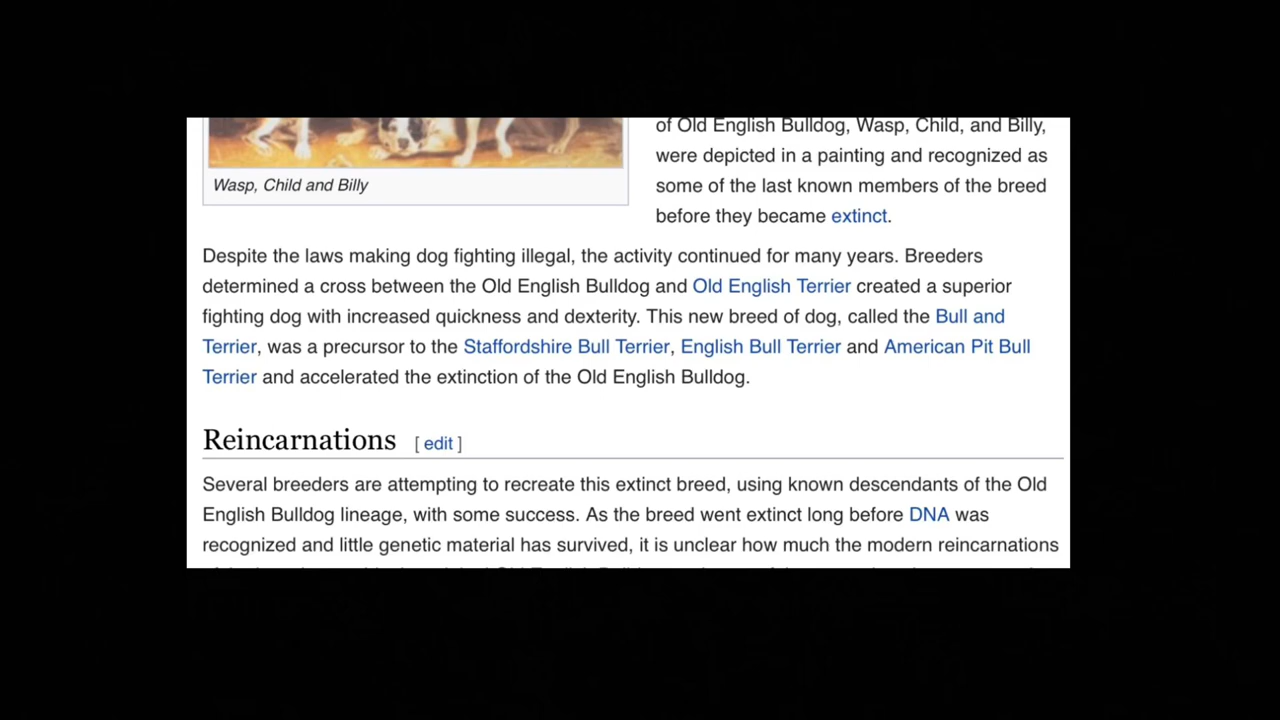 of Old English Bulldog, Wasp, Child, and Billy,
were depicted in a painting and recognized as
some of the last known members of the breed
before they became extinct.
Wasp, Child and Billy
Despite the laws making dog fighting illegal, the activity continued for many years. Breeders
determined a cross between the Old English Bulldog and Old English Terrier created a superior
fighting dog with increased quickness and dexterity. This new breed of dog, called the Bull and
Terrier, was a precursor to the Staffordshire Bull Terrier, English Bull Terrier and American Pit Bull
Terrier and accelerated the extinction of the Old English Bulldog.
Reincarnations [ edit ]
Several breeders are attempting to recreate this extinct breed, using known descendants of the Old
English Bulldog lineage, with some success. As the breed went extinct long before DNA was
recognized and little genetic material has survived, it is unclear how much the modern reincarnations